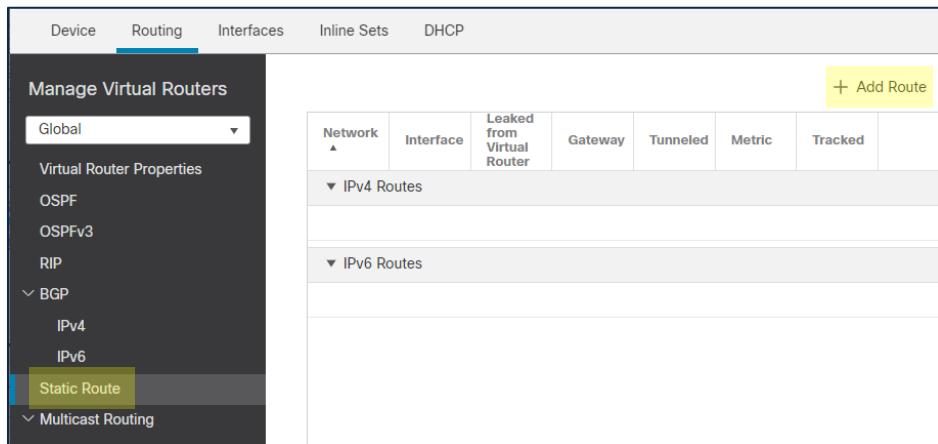 Device Routing Interfaces Inline Sets DHCP
Manage Virtual Routers
Global
Virtual Router Properties
OSPF
OSPFv3
RIP
BGP
IPv4
IPv6
Static Route
Multicast Routing
+ Add Route
Network Interface Leaked from Virtual Router Gateway Tunneled Metric Tracked
IPv4 Routes
IPv6 Routes